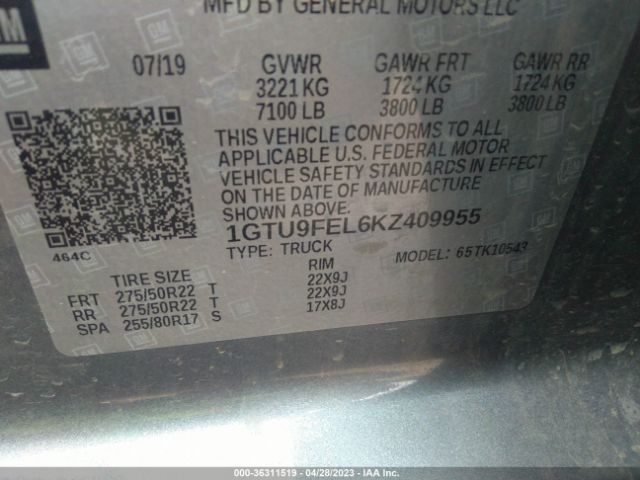 GM
MFD BY GENERAL MOTORS LLC
07/19 GVWR GAWR FRT GAWR RR
3221 KG 1724 KG 1724 KG
7100 LB 3800 LB 3800 LB
THIS VEHICLE CONFORMS TO ALL
APPLICABLE U.S. FEDERAL MOTOR
VEHICLE SAFETY STANDARDS IN EFFECT
ON THE DATE OF MANUFACTURE
SHOWN ABOVE.
1GTU9FEL6KZ409955
TYPE: TRUCK MODEL: 65TK10543
464C
TIRE SIZE RIM
FRT 275/50R22 T 22X9J
RR 275/50R22 T 22X9J
SPA 255/80R17 S 17X8J
000-36311519 - 04/28/2023 - IAA Inc.